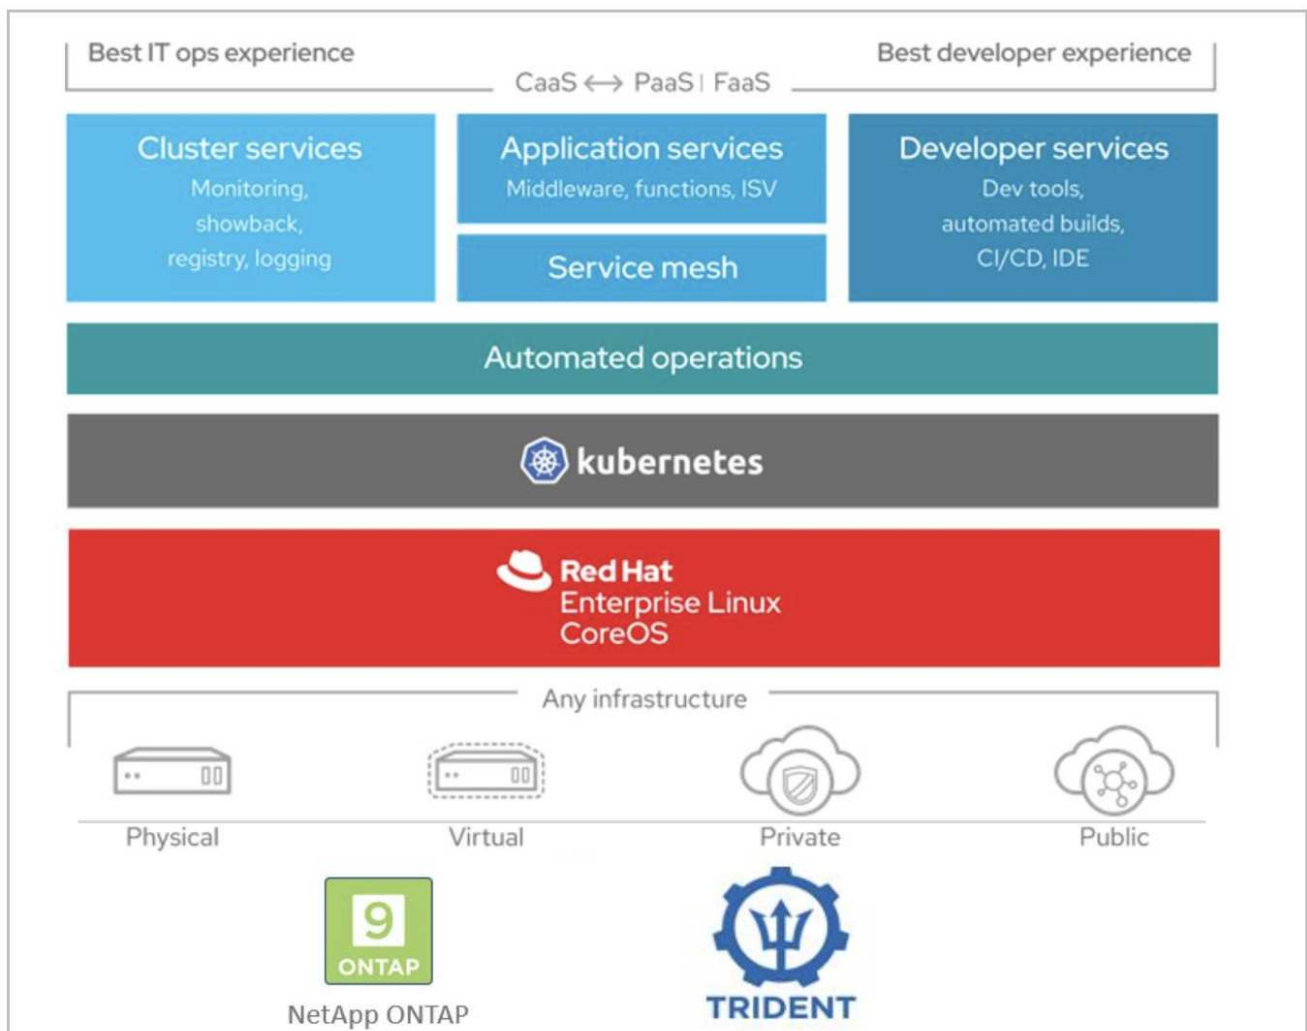 Best IT ops experience
Best developer experience
CaaS ↔ PaaS | FaaS
Cluster services
Monitoring,
showback,
registry, logging
Application services
Middleware, functions, ISV
Service mesh
Developer services
Dev tools,
automated builds,
CI/CD, IDE
Automated operations
kubernetes
Red Hat
Enterprise Linux
CoreOS
Any infrastructure
Physical
Virtual
Private
Public
9
ONTAP
NetApp ONTAP
TRIDENT